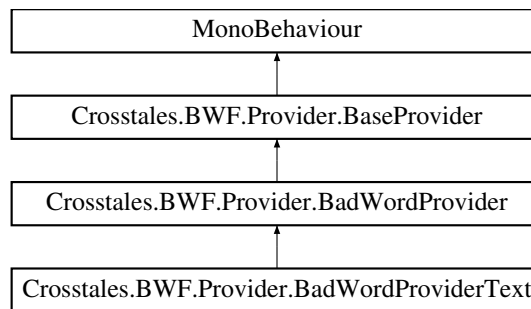 MonoBehaviour
Crosstales.BWF.Provider.BaseProvider
Crosstales.BWF.Provider.BadWordProvider
Crosstales.BWF.Provider.BadWordProviderText